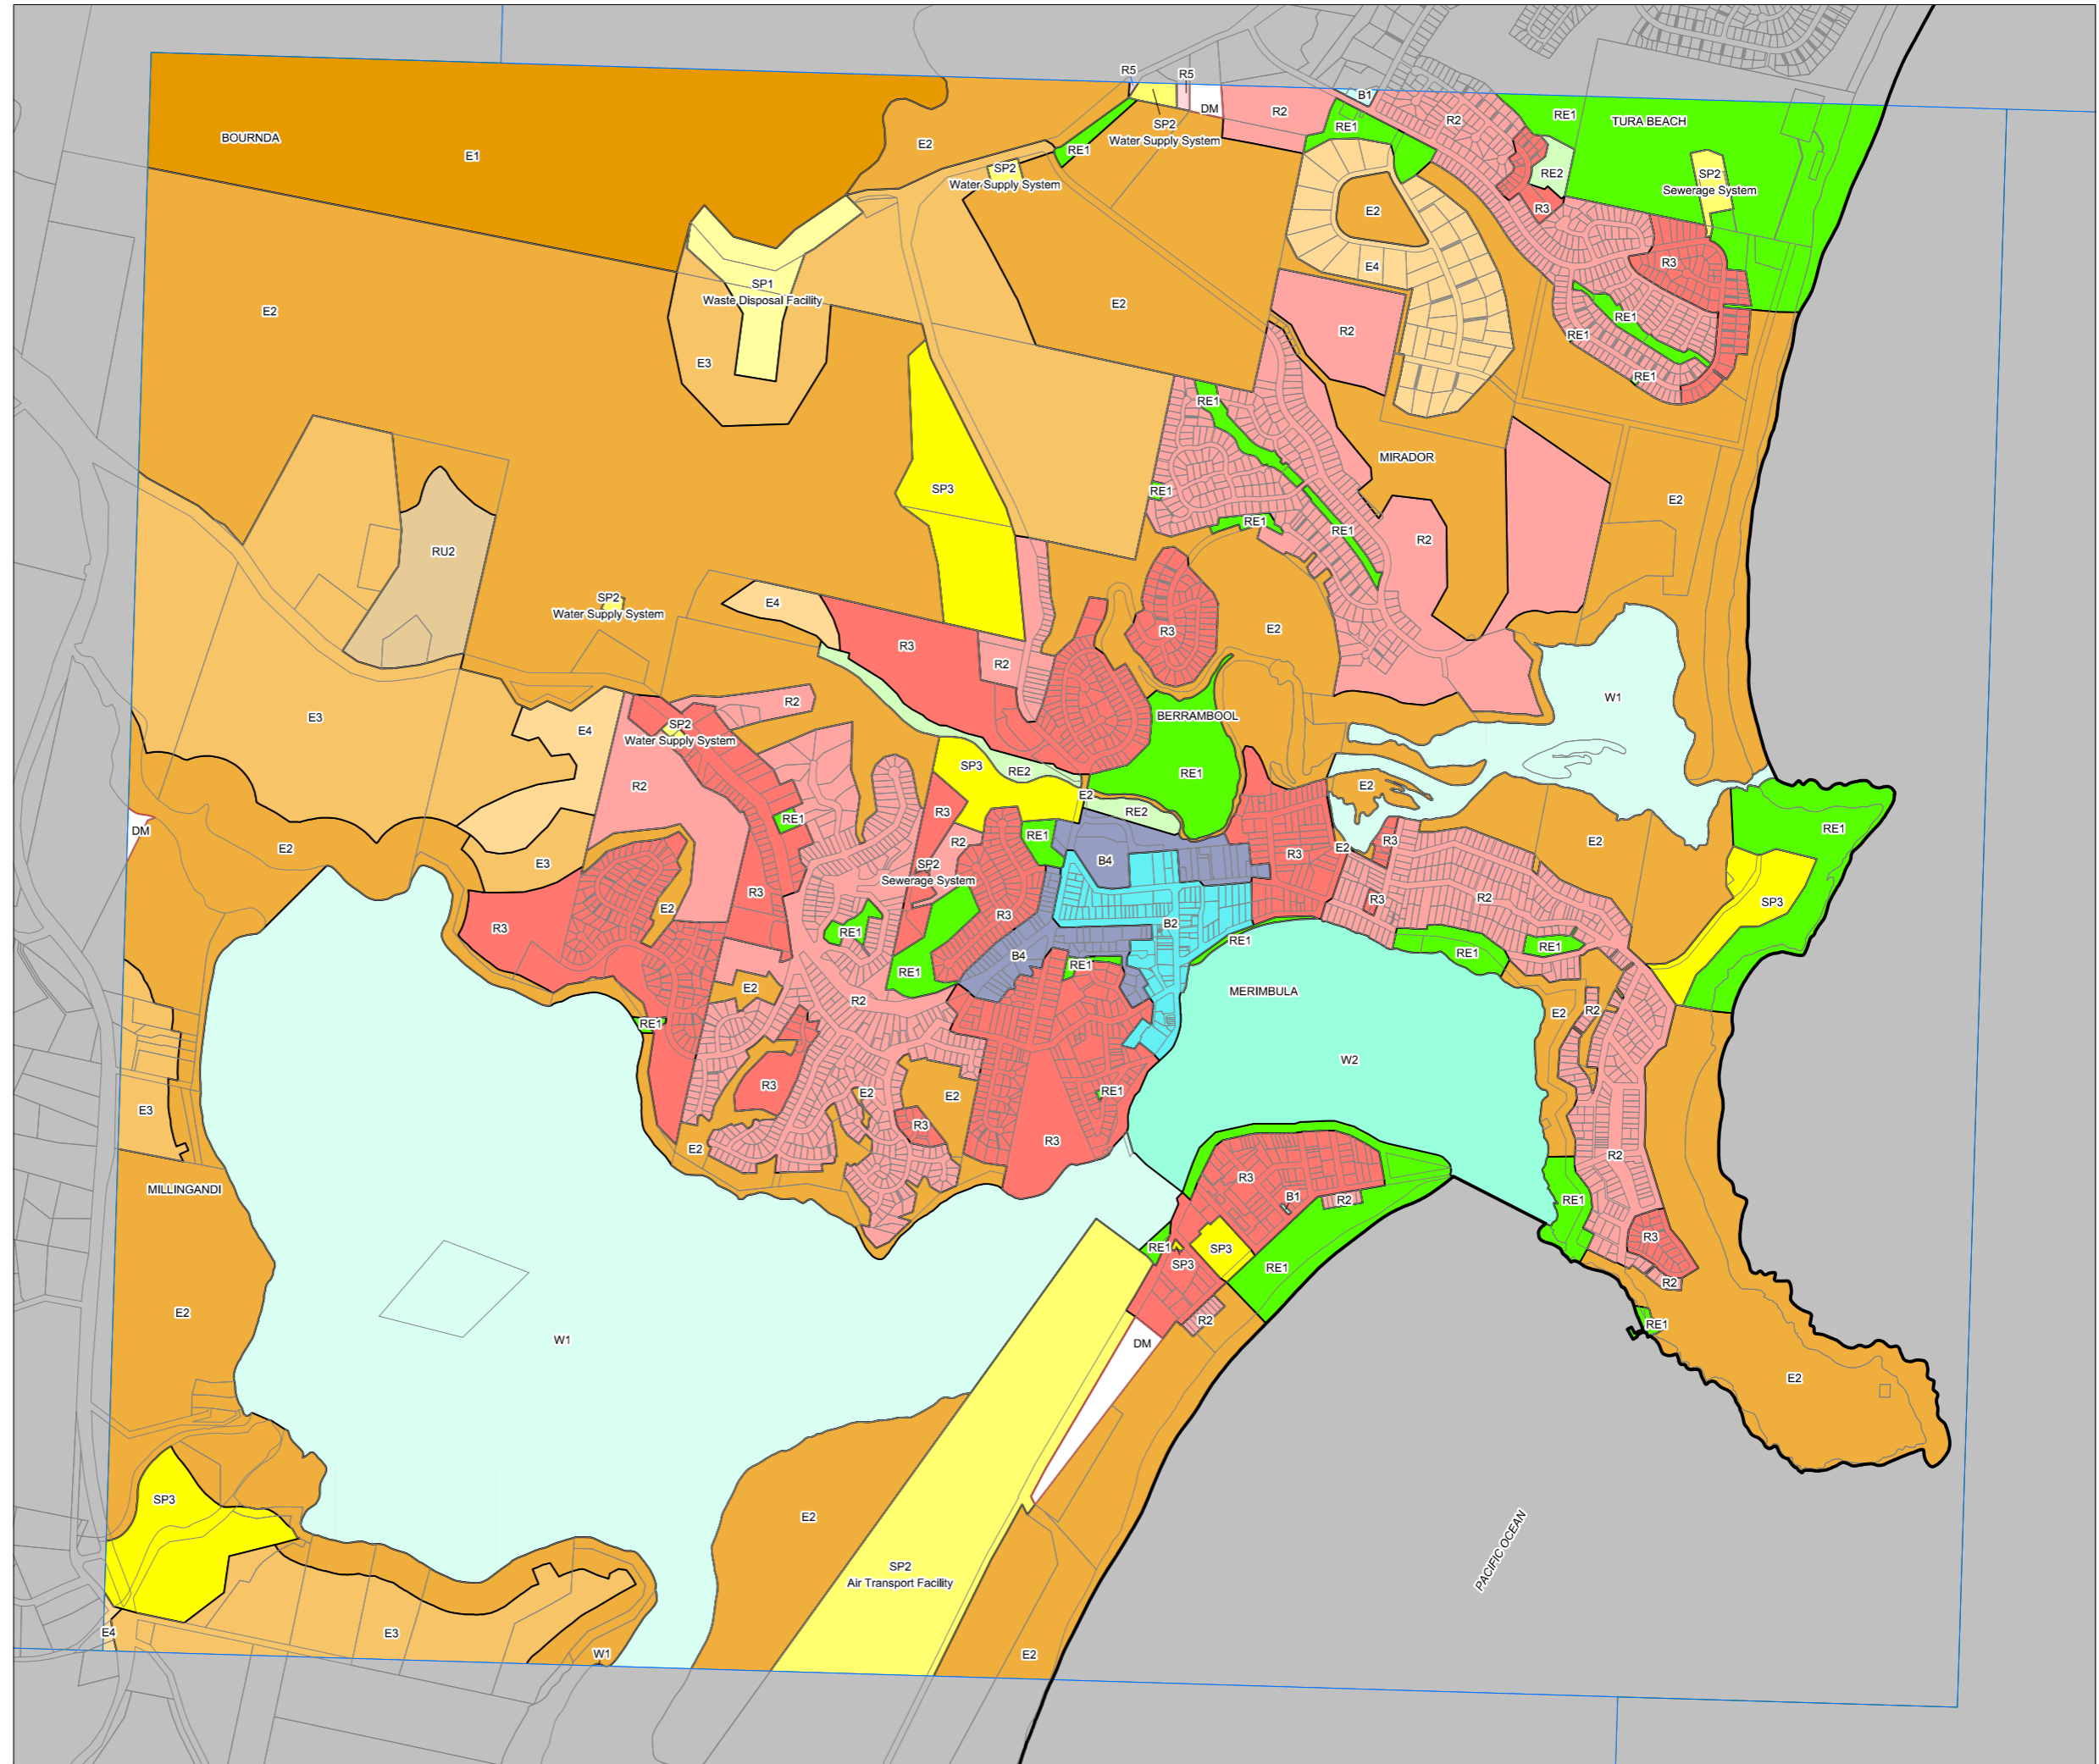 R5
R5
B1
DM
R2
RE1
TURA BEACH
SP2
Water Supply System
R2
RE1
BOURNDA
E1
E2
RE1
SP2
Water Supply System
RE2
SP2
Sewerage System
E2
R3
R3
E4
SP1
Waste Disposal Facility
E2
E2
RE1
R2
RE1
E3
RE1
RE1
MIRADOR
SP3
RE1
E2
RE1
RE1
R2
RU2
SP2
Water Supply System
E4
R3
E2
R3
R2
W1
R2
E3
BERRAMBOOL
SP2
Water Supply System
E4
SP3
RE2
RE1
R2
E2
E2
RE2
RE1
R3
RE1
RE1
DM
E2
R2
R3
E2
E2
B4
R3
E3
SP2
Sewerage System
R3
R2
R3
SP3
E2
R3
B2
R3
RE1
RE1
B4
RE1
RE1
RE1
RE1
E2
MERIMBULA
R2
E2
R2
RE1
W2
R3
E2
E2
RE1
E3
R3
R3
E2
R2
R3
MILLINGANDI
B1
R2
RE1
R3
RE1
SP3
SP3
RE1
R2
E2
R2
RE1
W1
DM
E2
SP3
E2
PACIFIC OCEAN
SP2
Air Transport Facility
E4
E3
W1
E2